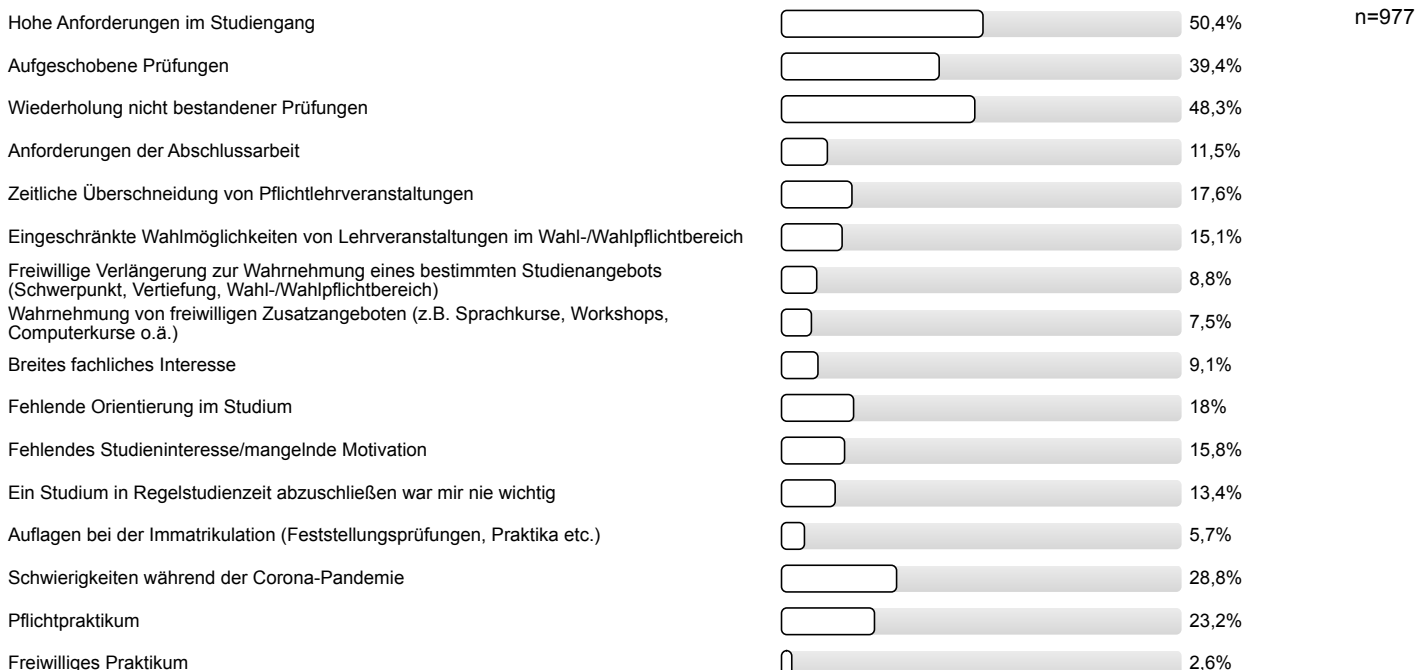 Hohe Anforderungen im Studiengang 50,4% n=977
Aufgeschobene Prüfungen 39,4%
Wiederholung nicht bestandener Prüfungen 48,3%
Anforderungen der Abschlussarbeit 11,5%
Zeitliche Überschneidung von Pflichtlehrveranstaltungen 17,6%
Eingeschränkte Wahlmöglichkeiten von Lehrveranstaltungen im Wahl-/Wahlpflichtbereich 15,1%
Freiwillige Verlängerung zur Wahrnehmung eines bestimmten Studienangebots
(Schwerpunkt, Vertiefung, Wahl-/Wahlpflichtbereich) 8,8%
Wahrnehmung von freiwilligen Zusatzangeboten (z.B. Sprachkurse, Workshops,
Computerkurse o.ä.) 7,5%
Breites fachliches Interesse 9,1%
Fehlende Orientierung im Studium 18%
Fehlendes Studieninteresse/mangelnde Motivation 15,8%
Ein Studium in Regelstudienzeit abzuschließen war mir nie wichtig 13,4%
Auflagen bei der Immatrikulation (Feststellungsprüfungen, Praktika etc.) 5,7%
Schwierigkeiten während der Corona-Pandemie 28,8%
Pflichtpraktikum 23,2%
Freiwilliges Praktikum 2,6%